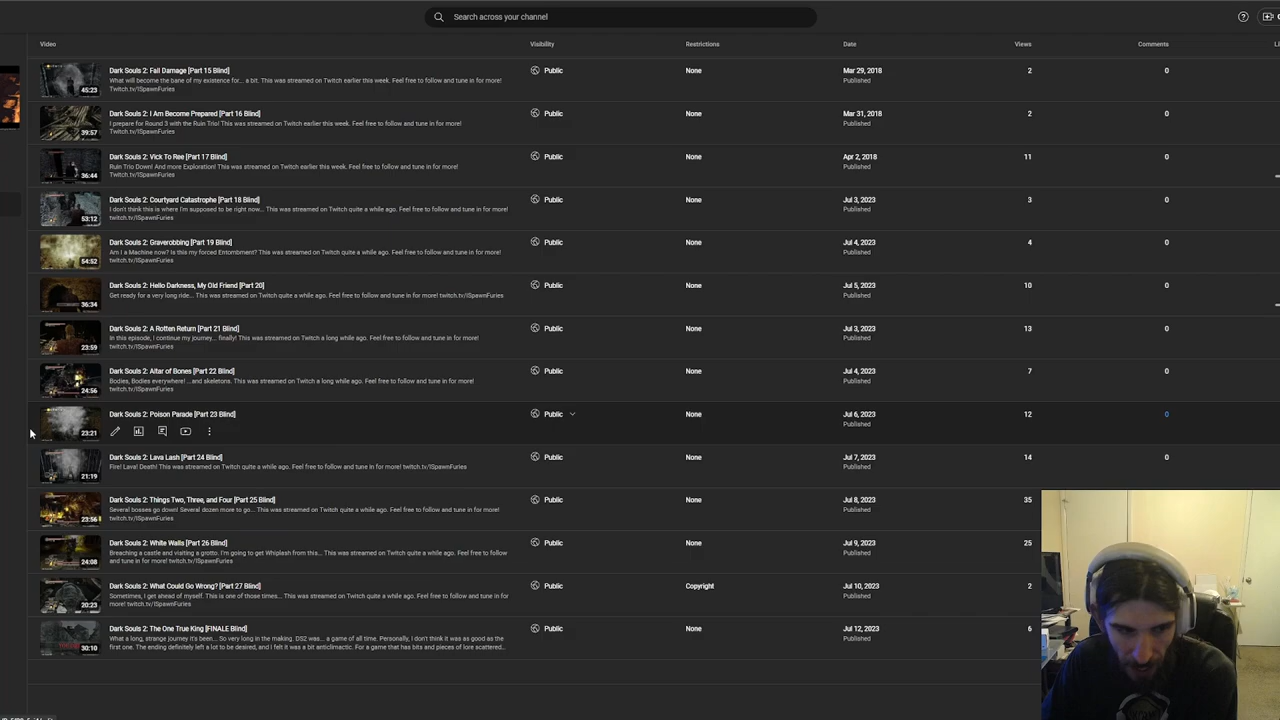 Search across your channel
Video Visibility Restrictions Date Views Comments
Dark Souls 2: Fall Damage [Part 15 Blind] Public None Mar 29, 2018 2 0
What will become the bane of my existence for... a bit. This was streamed on Twitch earlier this week. Feel free to follow and tune in for more! Published
Twitch.tv/ISpawnFuries
45:23
Dark Souls 2: I Am Become Prepared [Part 16 Blind] Public None Mar 31, 2018 2 0
I prepare for Round 3 with the Ruin Trio! This was streamed on Twitch earlier this week. Feel free to follow and tune in for more! Published
Twitch.tv/ISpawnFuries
39:57
Dark Souls 2: Vick To Ree [Part 17 Blind] Public None Apr 2, 2018 11 0
Ruin Trio Down! And more Exploration! This was streamed on Twitch earlier this week. Feel free to follow and tune in for more! Published
Twitch.tv/ISpawnFuries
36:44
Dark Souls 2: Courtyard Catastrophe [Part 18 Blind] Public None Jul 3, 2023 3 0
I don't think this is where I'm supposed to be right now... This was streamed on Twitch quite a while ago. Feel free to follow and tune in for more! Published
twitch.tv/ISpawnFuries
53:12
Dark Souls 2: Graverobbing [Part 19 Blind] Public None Jul 4, 2023 4 0
Am I a Machine now? Is this my forced Entombment? This was streamed on Twitch quite a while ago. Feel free to follow and tune in for more! Published
twitch.tv/ISpawnFuries
54:52
Dark Souls 2: Hello Darkness, My Old Friend [Part 20] Public None Jul 5, 2023 10 0
Get ready for a very long ride... This was streamed on Twitch quite a while ago. Feel free to follow and tune in for more! twitch.tv/ISpawnFuries Published
36:34
Dark Souls 2: A Rotten Return [Part 21 Blind] Public None Jul 3, 2023 13 0
In this episode, I continue my journey... finally! This was streamed on Twitch a long while ago. Feel free to follow and tune in for more! Published
twitch.tv/ISpawnFuries
23:59
Dark Souls 2: Altar of Bones [Part 22 Blind] Public None Jul 4, 2023 7 0
Bodies, Bodies everywhere! ...and skeletons. This was streamed on Twitch a long while ago. Feel free to follow and tune in for more! Published
twitch.tv/ISpawnFuries
24:56
Dark Souls 2: Poison Parade [Part 23 Blind] Public None Jul 6, 2023 12 0
Published
23:21
Dark Souls 2: Lava Lash [Part 24 Blind] Public None Jul 7, 2023 14 0
Fire! Lava! Death! This was streamed on Twitch quite a while ago. Feel free to follow and tune in for more! twitch.tv/ISpawnFuries Published
21:19
Dark Souls 2: Things Two, Three, and Four [Part 25 Blind] Public None Jul 8, 2023 35
Several bosses go down! Several dozen more to go... This was streamed on Twitch quite a while ago. Feel free to follow and tune in for more! Published
twitch.tv/ISpawnFuries
23:56
Dark Souls 2: White Walls [Part 26 Blind] Public None Jul 9, 2023 25
Breaching a castle and visiting a grotto. I'm going to get Whiplash from this... This was streamed on Twitch quite a while ago. Feel free to follow Published
and tune in for more! twitch.tv/ISpawnFuries
24:08
Dark Souls 2: What Could Go Wrong? [Part 27 Blind] Public Copyright Jul 10, 2023 2
Sometimes, I get ahead of myself. This is one of those times... This was streamed on Twitch quite a while ago. Feel free to follow and tune in for Published
more! twitch.tv/ISpawnFuries
20:23
Dark Souls 2: The One True King [FINALE Blind] Public None Jul 12, 2023 6
What a long, strange journey it's been... So very long in the making. DS2 was... a game of all time. Personally, I don't think it was as good as the Published
first one. The ending definitely left a lot to be desired, and I felt it was a bit anticlimactic. For a game that has bits and pieces of lore scattered...
30:10